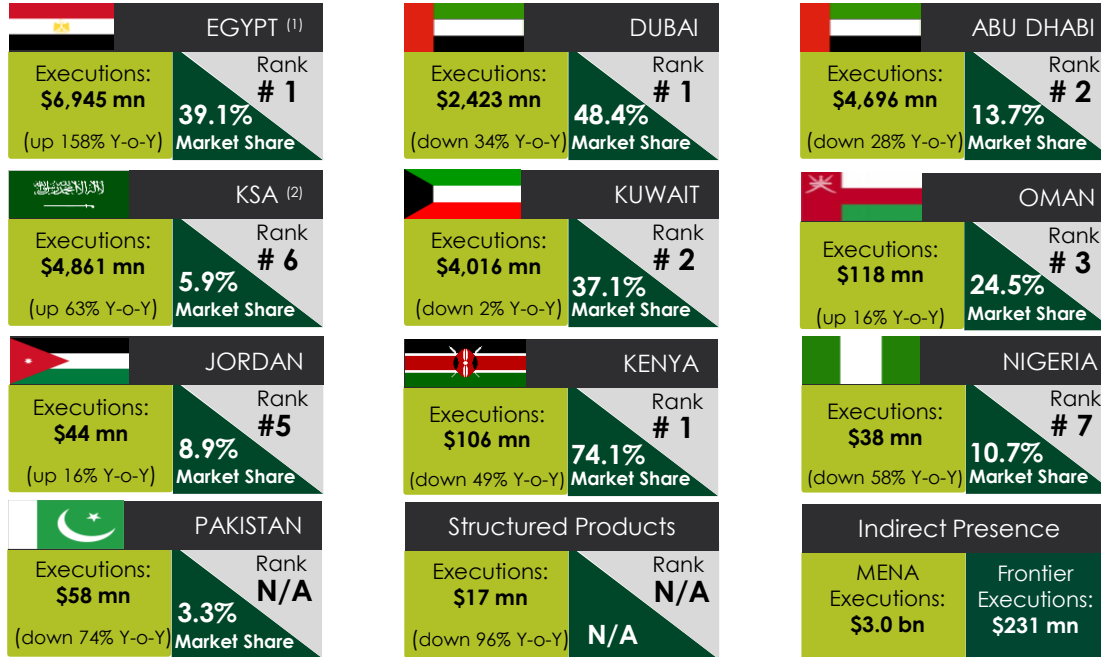 EGYPT (1)
Executions:
$6,945 mn
(up 158% Y-o-Y)
39.1%
Market Share
Rank
# 1
DUBAI
Executions:
$2,423 mn
(down 34% Y-o-Y)
48.4%
Market Share
Rank
# 1
ABU DHABI
Executions:
$4,696 mn
(down 28% Y-o-Y)
13.7%
Market Share
Rank
# 2
KSA (2)
Executions:
$4,861 mn
(up 63% Y-o-Y)
5.9%
Market Share
Rank
# 6
KUWAIT
Executions:
$4,016 mn
(down 2% Y-o-Y)
37.1%
Market Share
Rank
# 2
OMAN
Executions:
$118 mn
(up 16% Y-o-Y)
24.5%
Market Share
Rank
# 3
JORDAN
Executions:
$44 mn
(up 16% Y-o-Y)
8.9%
Market Share
Rank
#5
KENYA
Executions:
$106 mn
(down 49% Y-o-Y)
74.1%
Market Share
Rank
# 1
NIGERIA
Executions:
$38 mn
(down 58% Y-o-Y)
10.7%
Market Share
Rank
# 7
PAKISTAN
Executions:
$58 mn
(down 74% Y-o-Y)
3.3%
Market Share
Rank
N/A
Structured Products
Executions:
$17 mn
(down 96% Y-o-Y)
N/A
Rank
N/A
Indirect Presence
MENA
Executions:
$3.0 bn
Frontier
Executions:
$231 mn